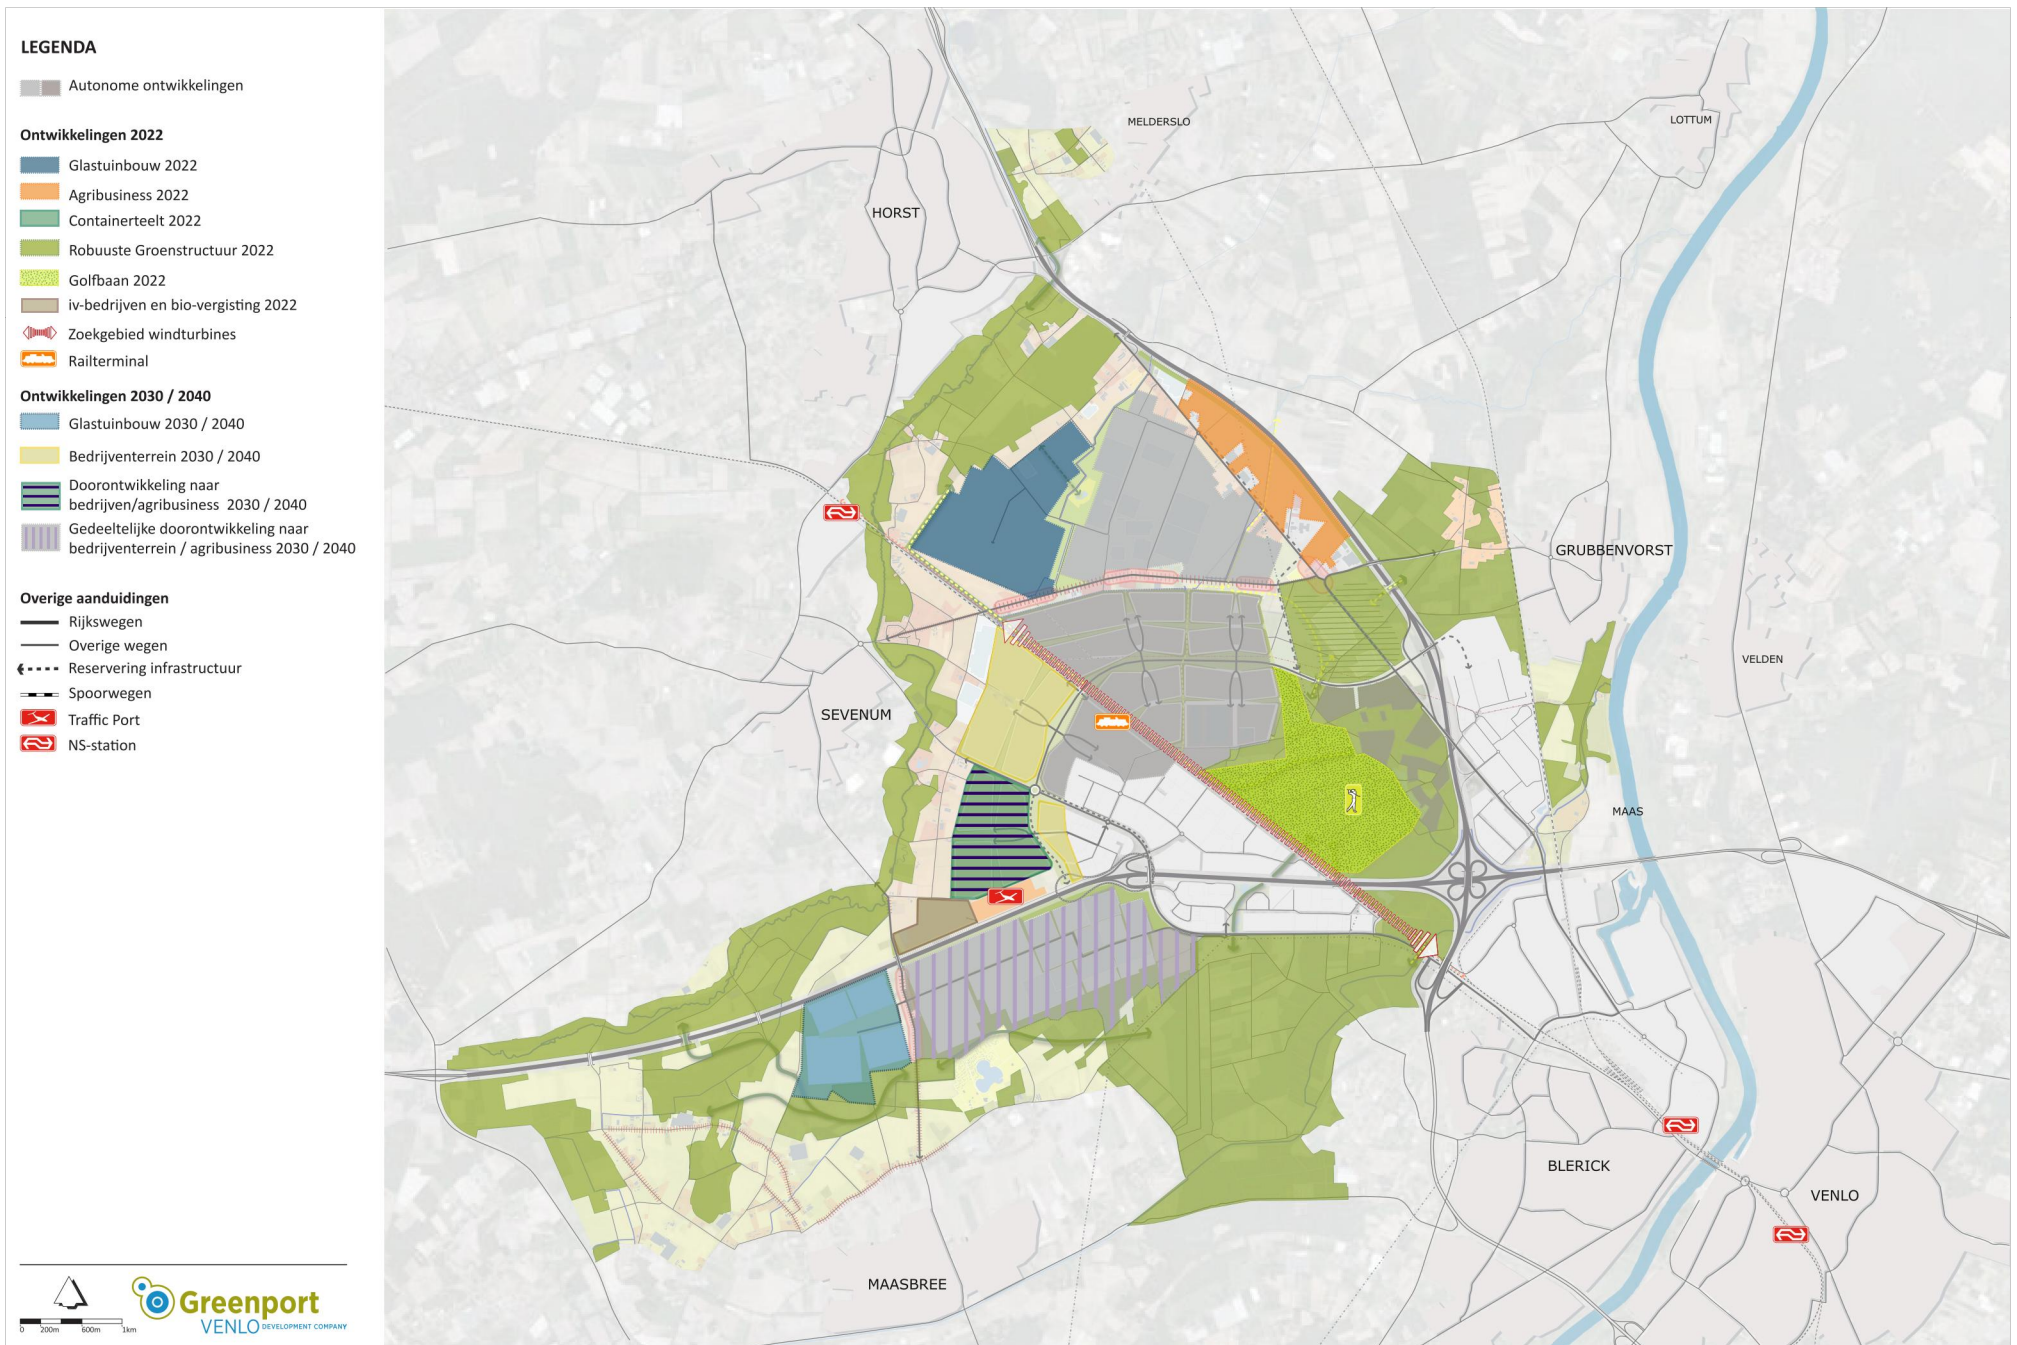 LEGENDA
Autonome ontwikkelingen
Ontwikkelingen 2022
Glastuinbouw 2022
Agribusiness 2022
Containerteelt 2022
Robuuste Groenstructuur 2022
Golfbaan 2022
iv-bedrijven en bio-vergisting 2022
Zoekgebied windturbines
Railterminal
Ontwikkelingen 2030 / 2040
Glastuinbouw 2030 / 2040
Bedrijventerrein 2030 / 2040
Doorontwikkeling naar
bedrijven/agribusiness 2030 / 2040
Gedeeltelijke doorontwikkeling naar
bedrijventerrein / agribusiness 2030 / 2040
Overige aanduidingen
Rijkswegen
Overige wegen
Reservering infrastructuur
Spoorwegen
Traffic Port
NS-station
0 200m 600m 1km
Greenport
VENLO DEVELOPMENT COMPANY
MELDERSLO
LOTTUM
HORST
GRUBBENVORST
VELDEN
SEVENUM
MAAS
BLERICK
VENLO
MAASBREE